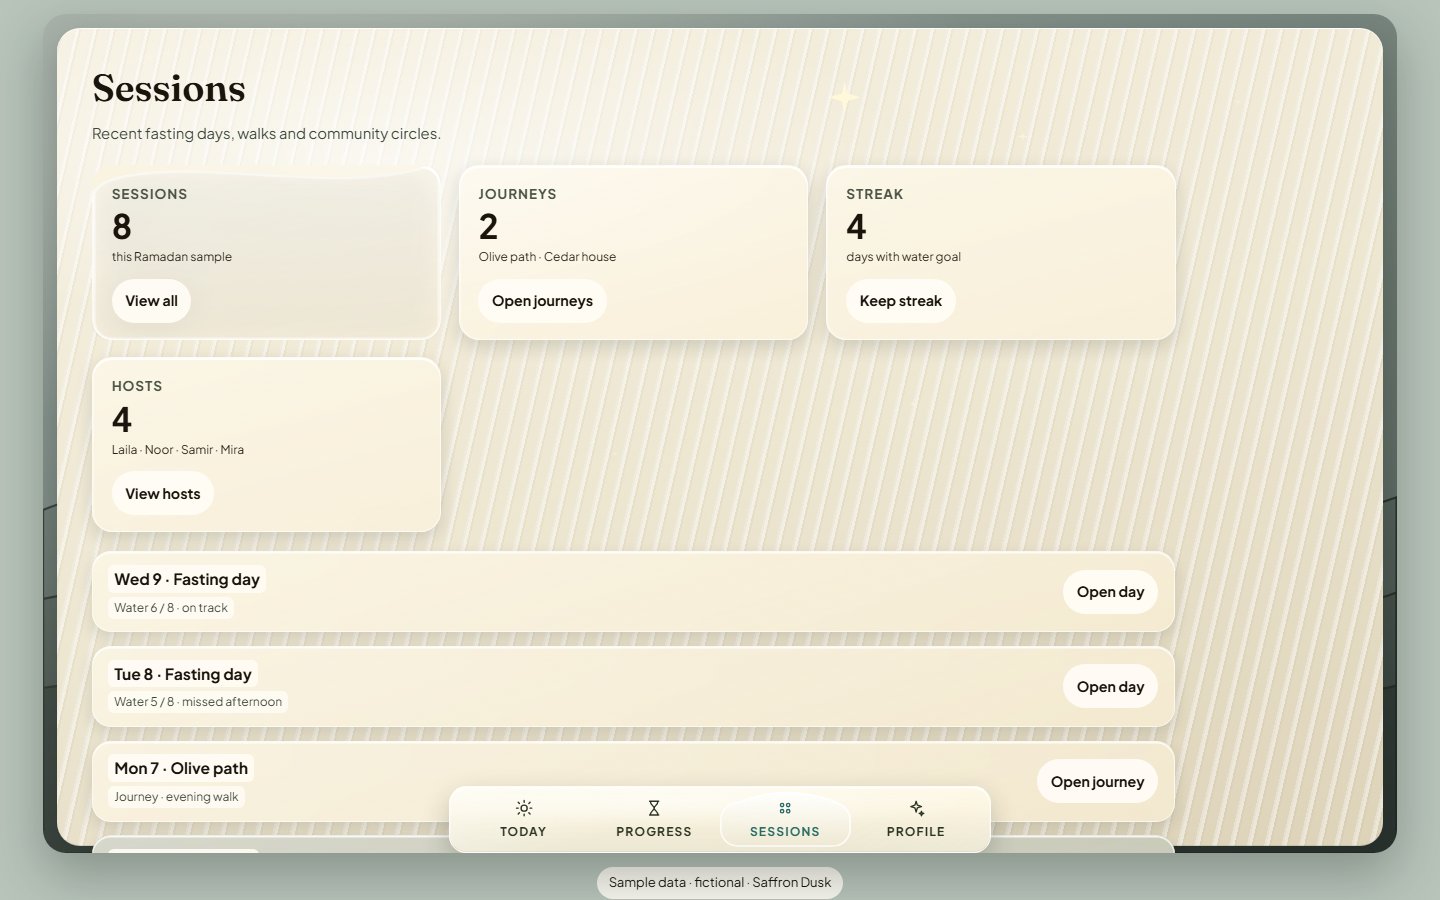 Sessions
Recent fasting days, walks and community circles.
SESSIONS
8
this Ramadan sample
View all
JOURNEYS
2
Olive path · Cedar house
Open journeys
STREAK
4
days with water goal
Keep streak
HOSTS
4
Laila · Noor · Samir · Mira
View hosts
Wed 9 · Fasting day
Water 6 / 8 · on track
Open day
Tue 8 · Fasting day
Water 5 / 8 · missed afternoon
Open day
Mon 7 · Olive path
Journey · evening walk
Open journey
TODAY
PROGRESS
SESSIONS
PROFILE
Sample data · fictional · Saffron Dusk